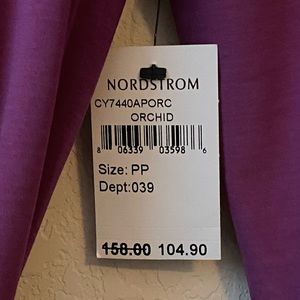 NORDSTROM
CY7440APORC
ORCHID
8 06339 03598 6
Size: PP
Dept:039
158.00 104.90